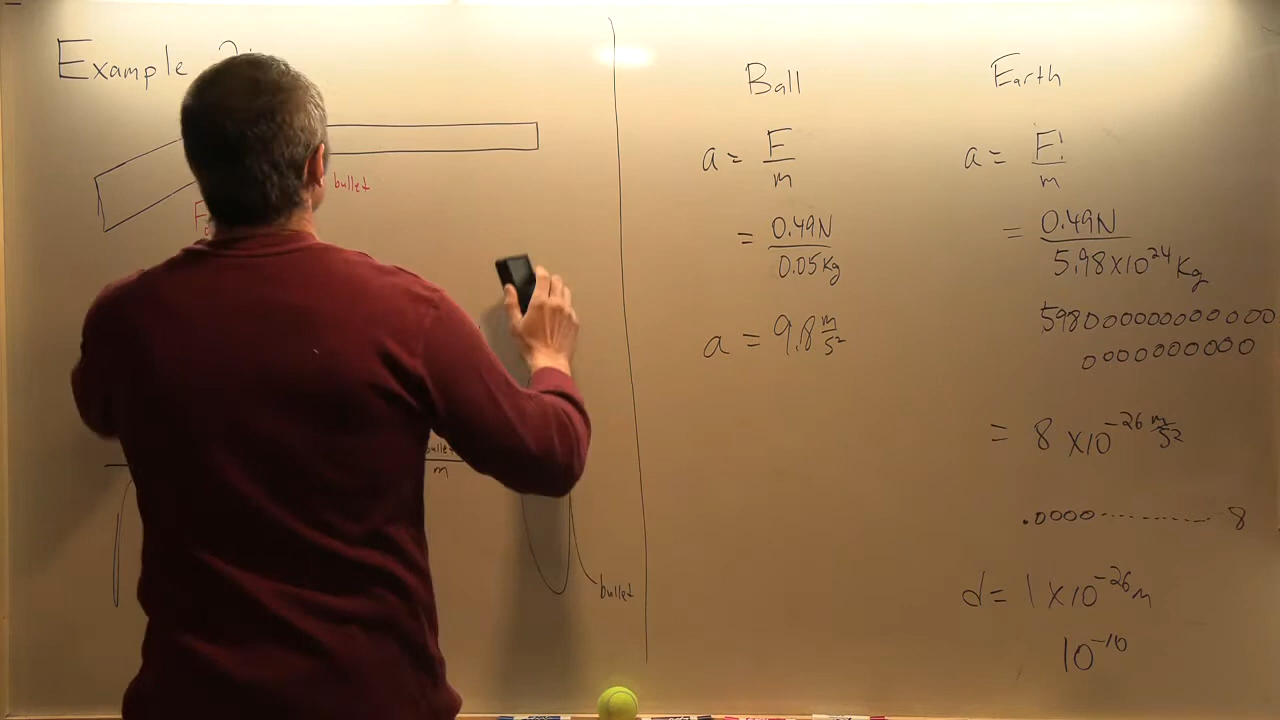 Example
bullet
F
bullet
m
bullet
Ball
a = F
m
= 0.49N
0.05Kg
a = 9.8 m
s²
Earth
a = F!
m
= 0.49N
5.98 x 10²⁴ Kg
598000000000000
000000000
= 8 x 10⁻²⁶ m
s²
.0000..............8
d = 1 x 10⁻²⁶ m
10⁻¹⁰